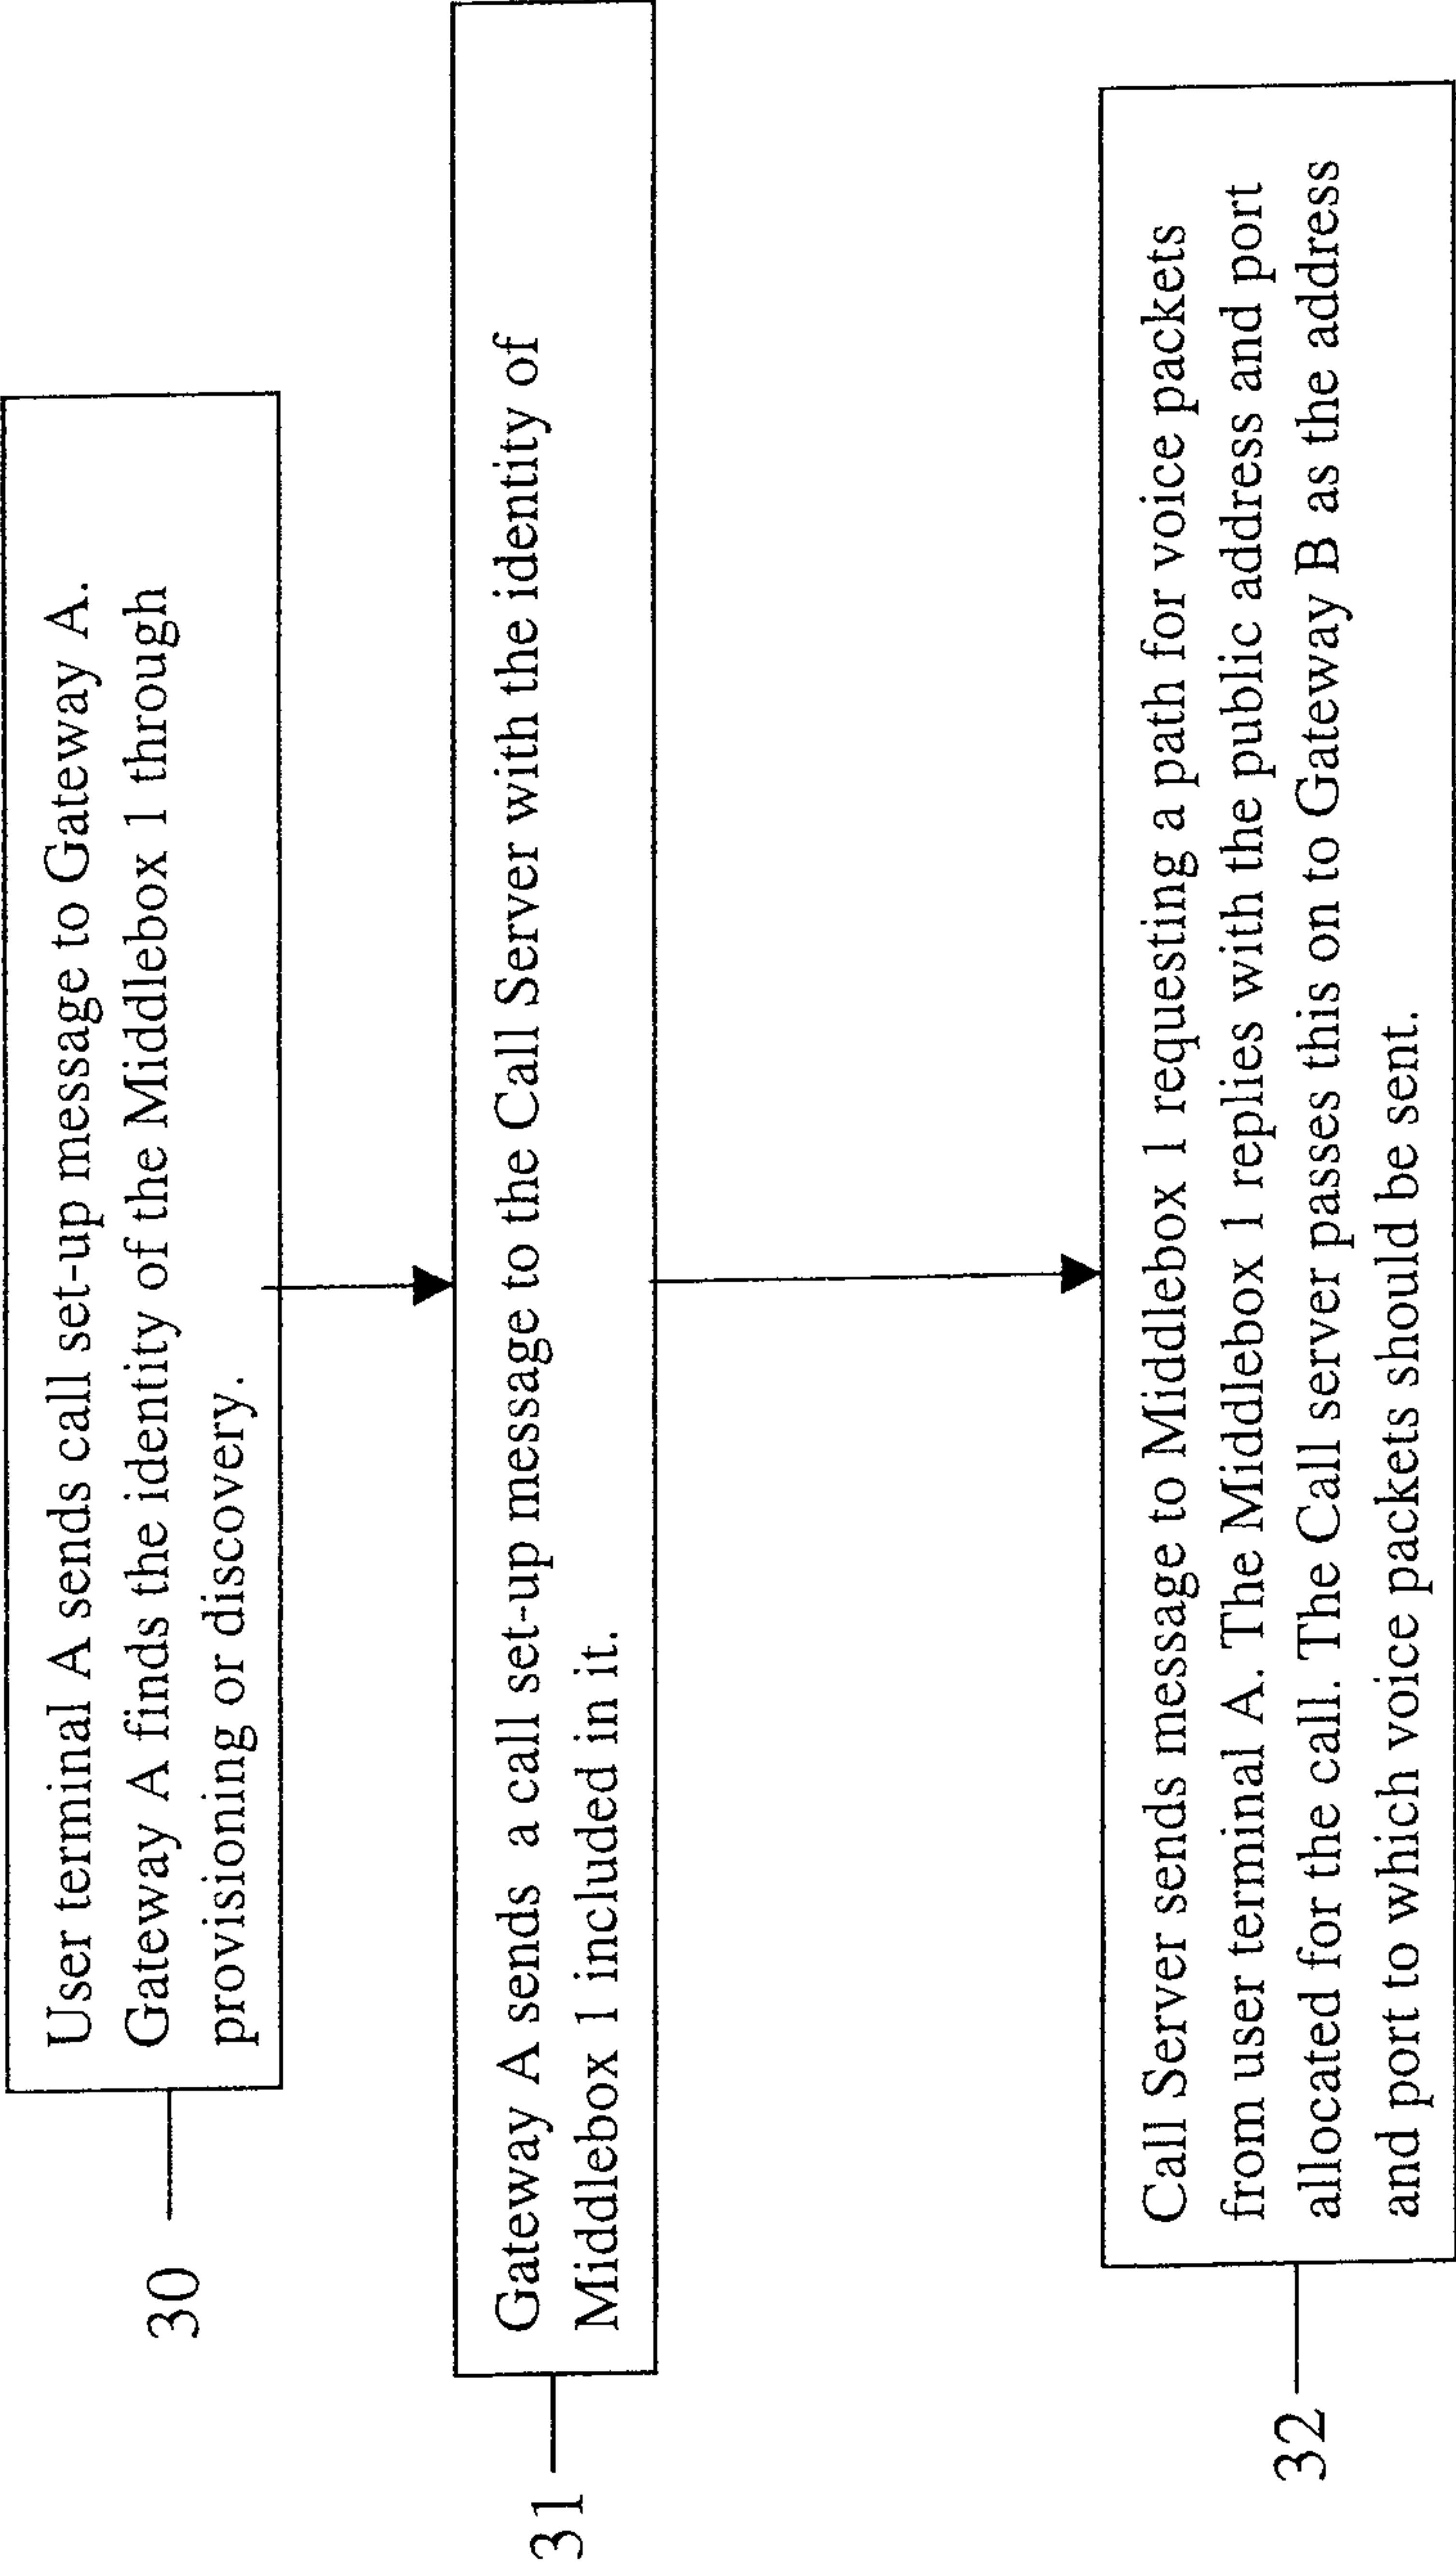 User terminal A sends call set-up message to Gateway A.
Gateway A finds the identity of the Middlebox 1 through
provisioning or discovery.
30
Gateway A sends a call set-up message to the Call Server with the identity of
Middlebox 1 included in it.
31
Call Server sends message to Middlebox 1 requesting a path for voice packets
from user terminal A. The Middlebox 1 replies with the public address and port
allocated for the call. The Call server passes this on to Gateway B as the address
and port to which voice packets should be sent.
32